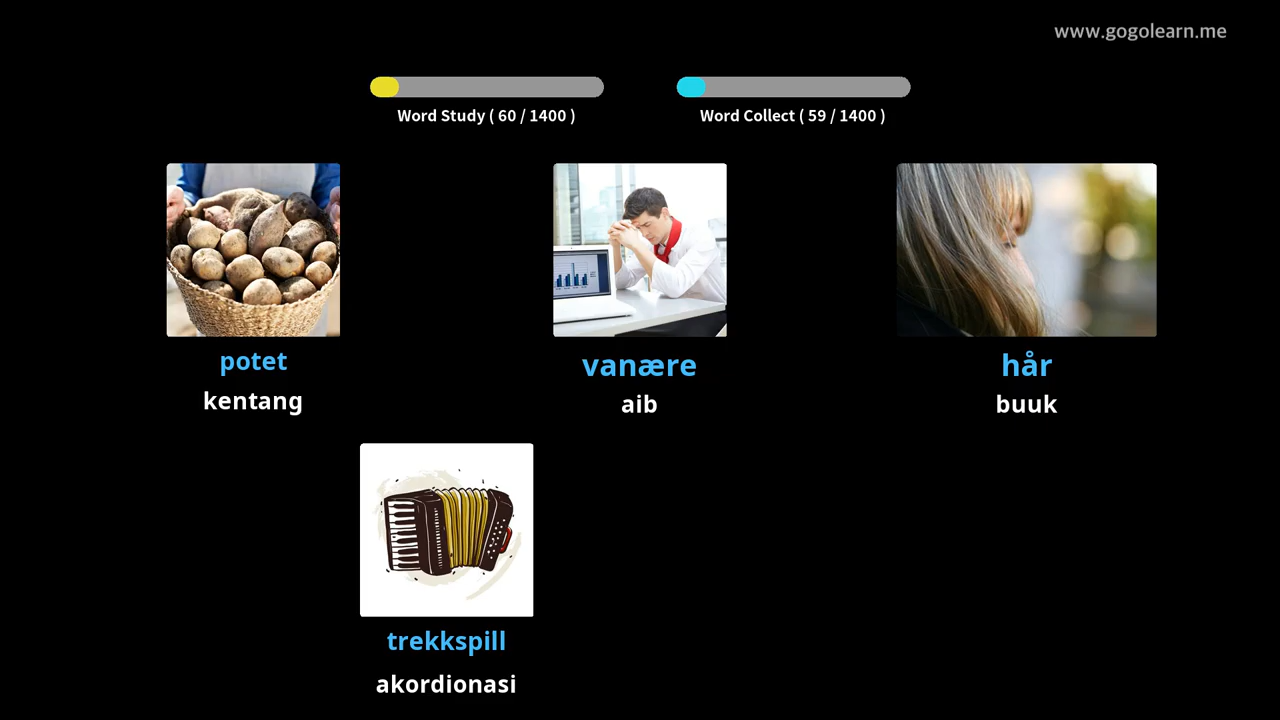 www.gogolearn.me
Word Study ( 60 / 1400 )
Word Collect ( 59 / 1400 )
potet
kentang
vanære
aib
hår
buuk
trekkspill
akordionasi